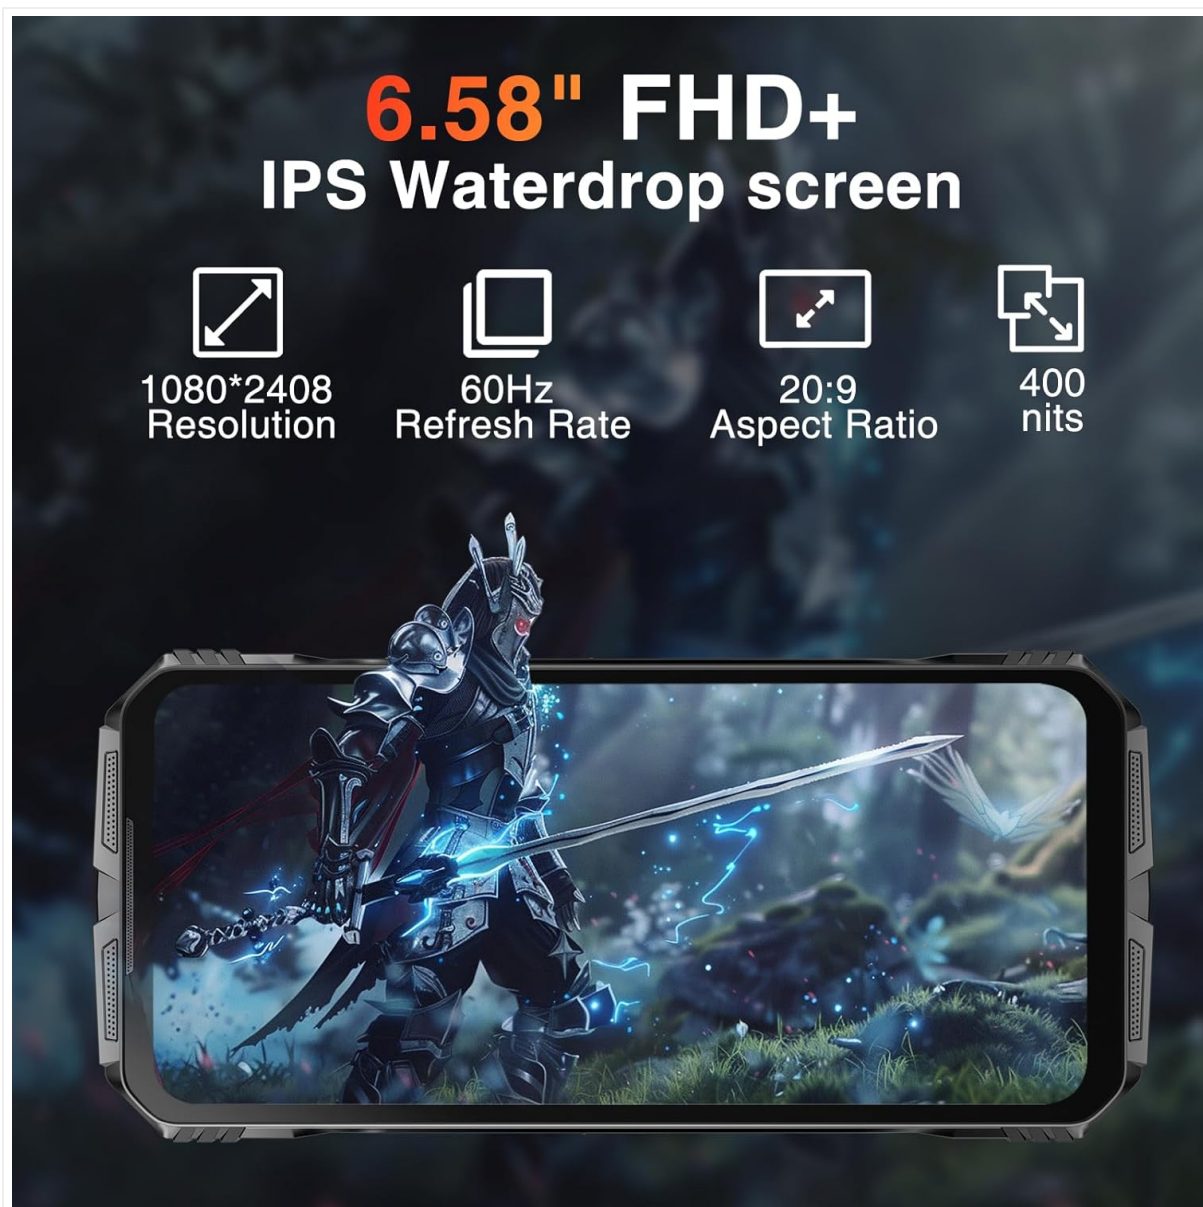 6.58" FHD+
IPS Waterdrop screen
1080*2408
Resolution
60Hz
Refresh Rate
20:9
Aspect Ratio
400
nits